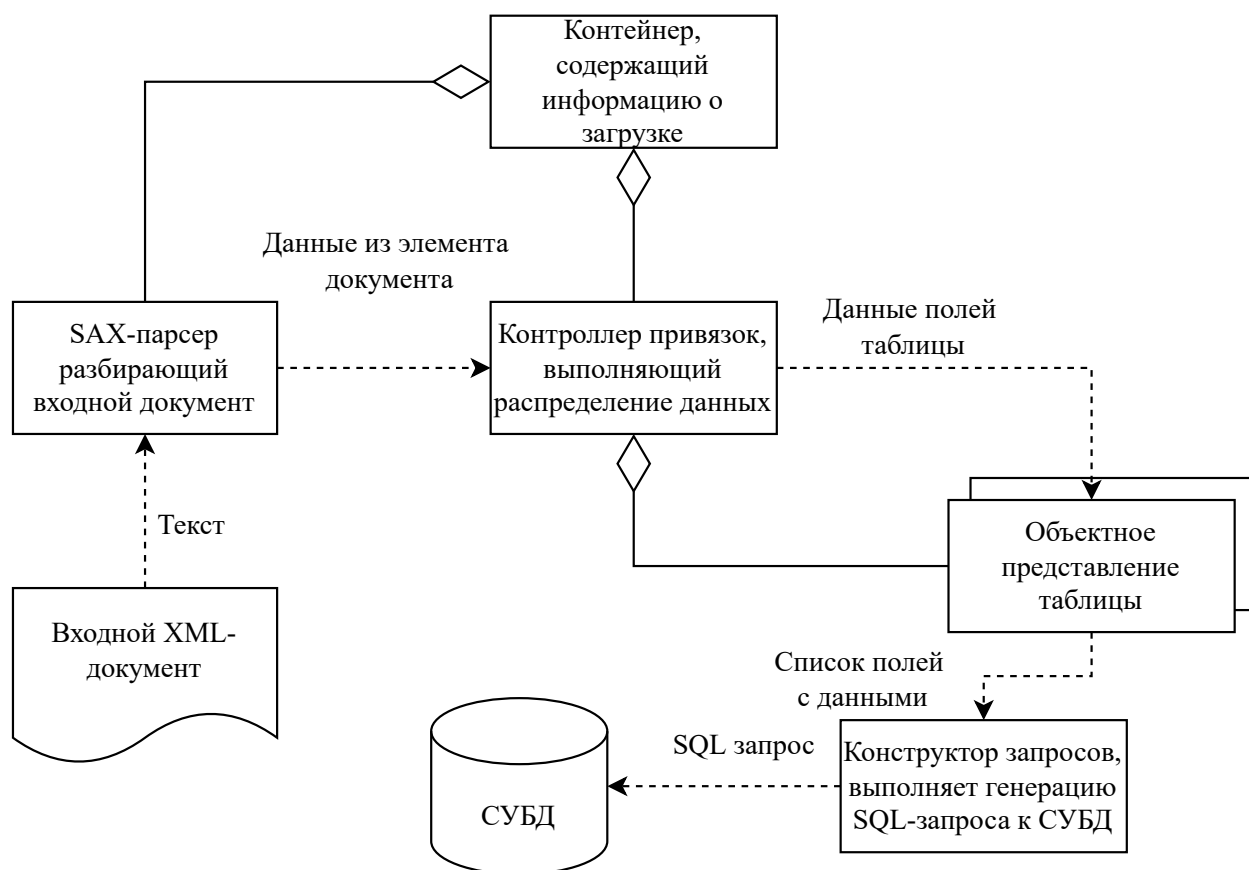 Контейнер,
содержащий
информацию о
загрузке
Данные из элемента
документа
SAX-парсер
разбирающий
входной документ
Контроллер привязок,
выполняющий
распределение данных
Данные полей
таблицы
Текст
Объектное
представление
таблицы
Входной XML-
документ
Список полей
с данными
SQL запрос
Конструктор запросов,
выполняет генерацию
SQL-запроса к СУБД
СУБД